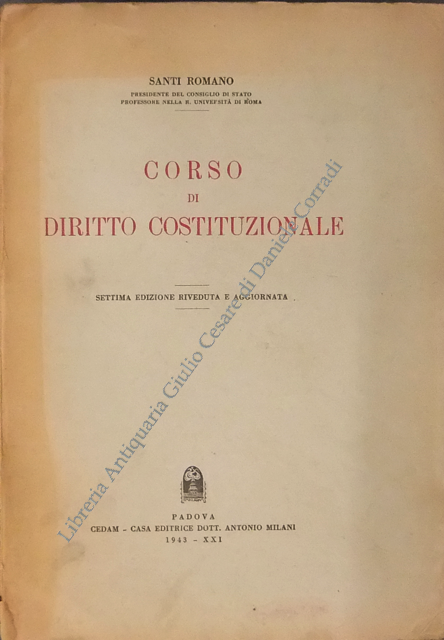 SANTI ROMANO
PRESIDENTE DEL CONSIGLIO DI STATO
PROFESSORE NELLA R. UNIVERSITÀ DI ROMA
CORSO
DI
DIRITTO COSTITUZIONALE
SETTIMA EDIZIONE RIVEDUTA E AGGIORNATA
PADOVA
CEDAM - CASA EDITRICE DOTT. ANTONIO MILANI
1943 - XXI
Libreria Antiquaria Giulio Cesare di Daniele Corradi